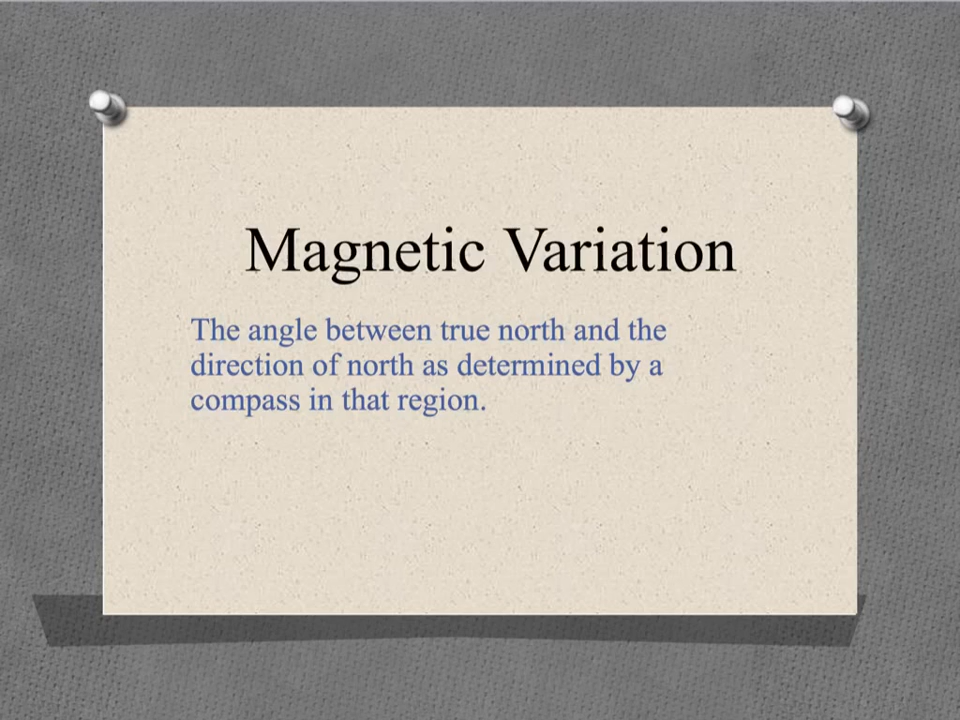 Magnetic Variation
The angle between true north and the
direction of north as determined by a
compass in that region.